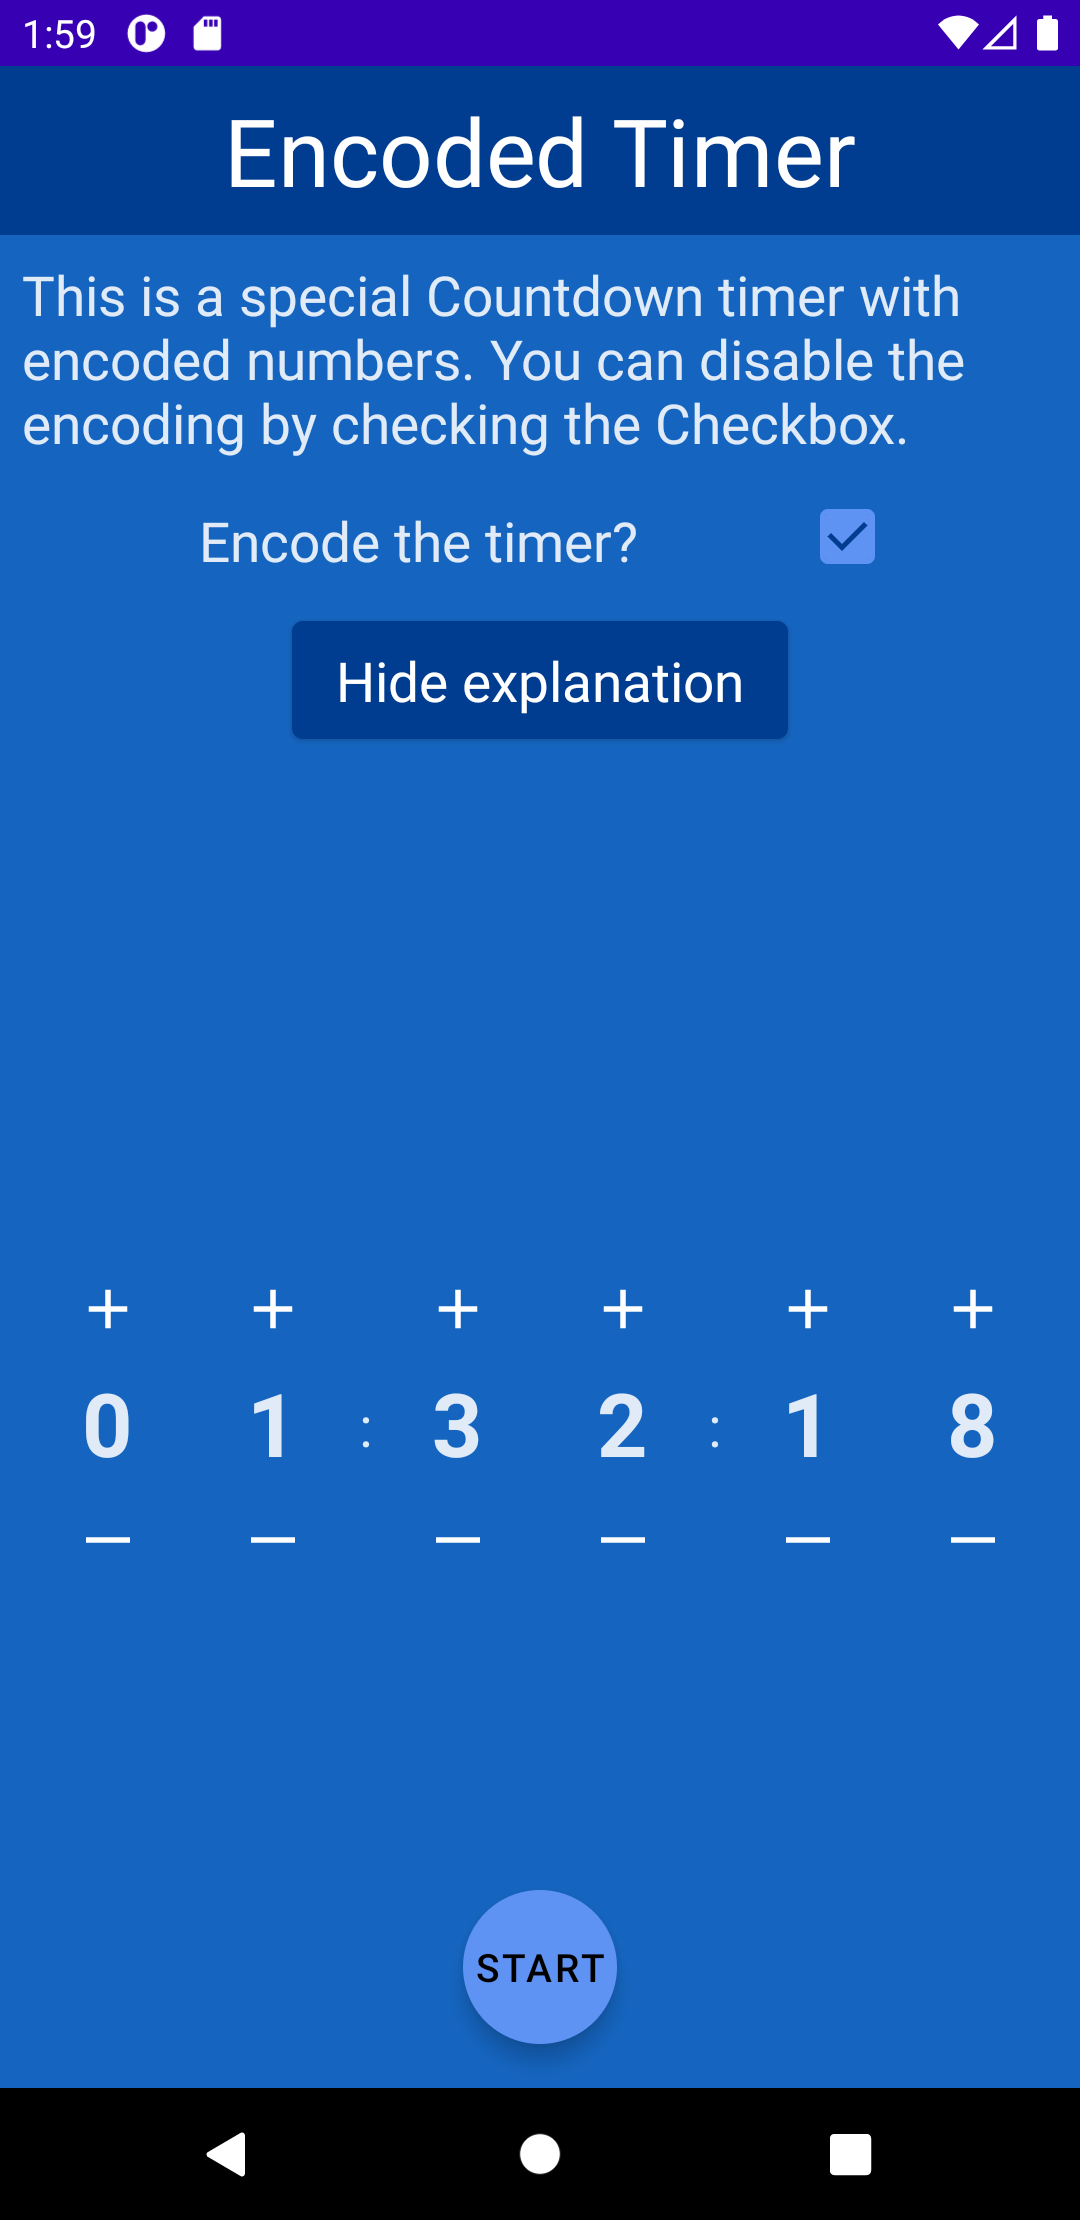 1:59
Encoded Timer
This is a special Countdown timer with
encoded numbers. You can disable the
encoding by checking the Checkbox.
Encode the timer?
Hide explanation
+ + + + + +
0 1 : 3 2 : 1 8
— — — — — —
START